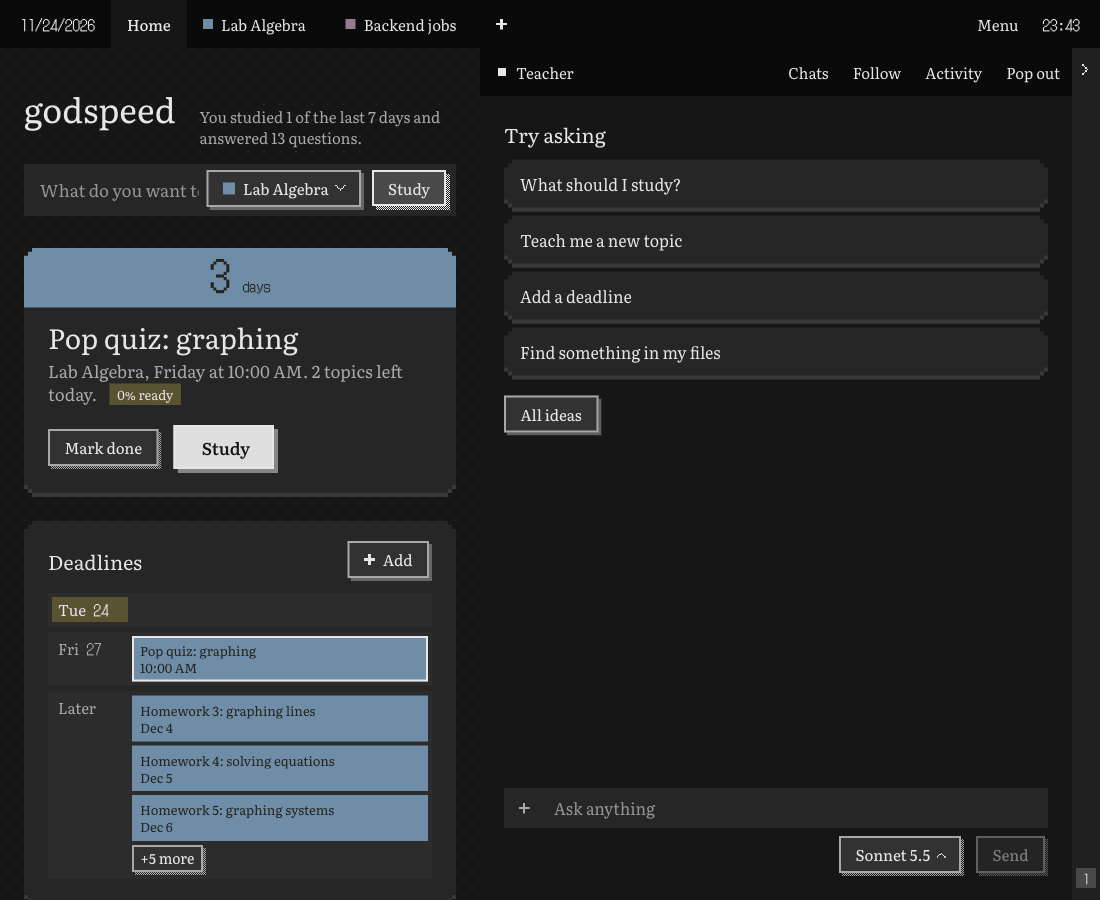 11/24/2026
Home
Lab Algebra
Backend jobs
+
Menu
23:43
godspeed
You studied 1 of the last 7 days and
answered 13 questions.
What do you want t
Lab Algebra
Study
3 days
Pop quiz: graphing
Lab Algebra, Friday at 10:00 AM. 2 topics left
today. 0% ready
Mark done
Study
Deadlines
+ Add
Tue 24
Fri 27
Pop quiz: graphing
10:00 AM
Later
Homework 3: graphing lines
Dec 4
Homework 4: solving equations
Dec 5
Homework 5: graphing systems
Dec 6
+5 more
Teacher
Chats
Follow
Activity
Pop out
Try asking
What should I study?
Teach me a new topic
Add a deadline
Find something in my files
All ideas
+ Ask anything
Sonnet 5.5
Send
1